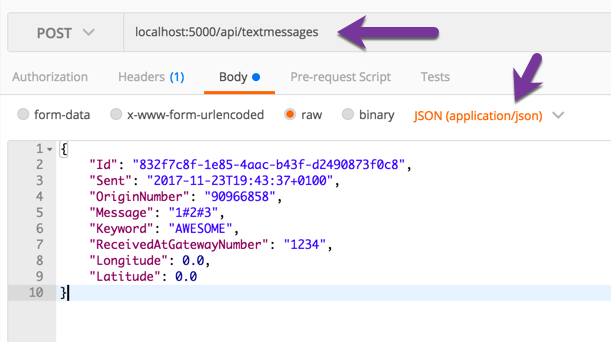 POST localhost:5000/api/textmessages
Authorization Headers (1) Body Pre-request Script Tests
form-data x-www-form-urlencoded raw binary JSON (application/json)
1 {
2 "Id": "832f7c8f-1e85-4aac-b43f-d2490873f0c8",
3 "Sent": "2017-11-23T19:43:37+0100",
4 "OriginNumber": "90966858",
5 "Message": "1#2#3",
6 "Keyword": "AWESOME",
7 "ReceivedAtGatewayNumber": "1234",
8 "Longitude": 0.0,
9 "Latitude": 0.0
10 }